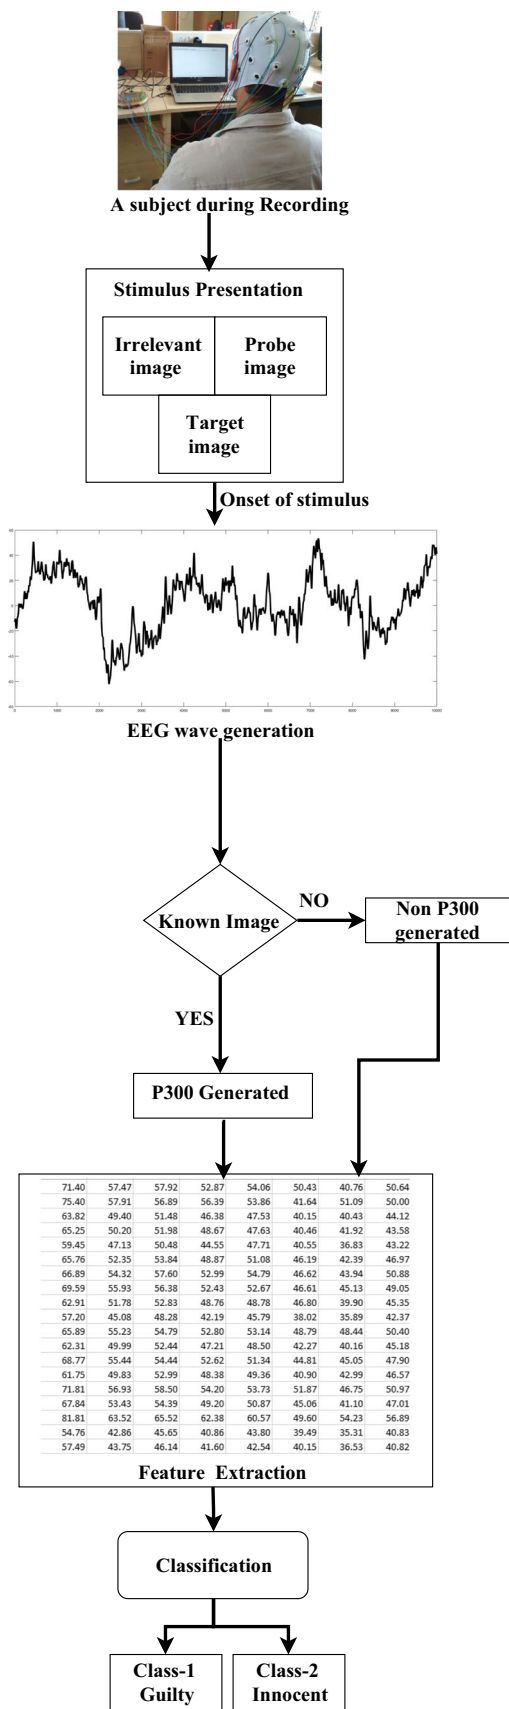 A subject during Recording
Stimulus Presentation
Irrelevant
image
Probe
image
Target
image
Onset of stimulus
EEG wave generation
Known Image
NO
Non P300
generated
YES
P300 Generated
71.40 57.47 57.92 52.87 54.06 50.43 40.76 50.64
75.40 57.91 56.89 56.39 53.86 41.64 51.09 50.00
63.82 49.40 51.48 46.38 47.53 40.15 40.43 44.12
65.25 50.20 51.98 48.67 47.63 40.46 41.92 43.58
59.45 47.13 50.48 44.55 47.71 40.55 36.83 43.22
65.76 52.35 53.84 48.87 51.08 46.19 42.39 46.97
66.89 54.32 57.60 52.99 54.79 46.62 43.94 50.88
69.59 55.93 56.38 52.43 52.67 46.61 45.13 49.05
62.91 51.78 52.83 48.76 48.78 46.80 39.90 45.35
57.20 45.08 48.28 42.19 45.79 38.02 35.89 42.37
65.89 55.23 54.79 52.80 53.14 48.79 48.44 50.40
62.31 49.99 52.44 47.21 48.50 42.27 40.16 45.18
68.77 55.44 54.44 52.62 51.34 44.81 45.05 47.90
61.75 49.83 52.99 48.38 49.36 40.90 42.99 46.57
71.81 56.93 58.50 54.20 53.73 51.87 46.75 50.97
67.84 53.43 54.39 49.20 50.87 45.06 41.10 47.01
81.81 63.52 65.52 62.38 60.57 49.60 54.23 56.89
54.76 42.86 45.65 40.86 43.80 39.49 35.31 40.83
57.49 43.75 46.14 41.60 42.54 40.15 36.53 40.82
Feature Extraction
Classification
Class-1
Guilty
Class-2
Innocent